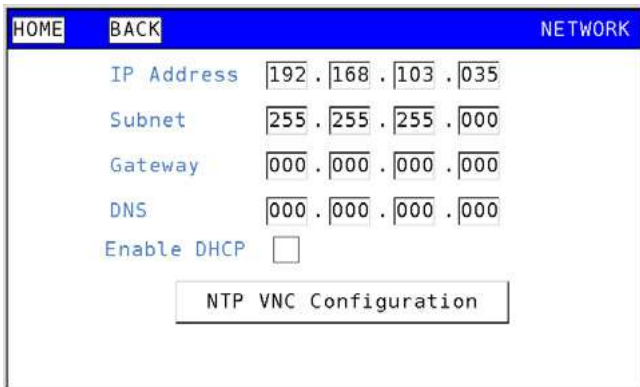 HOME BACK NETWORK
IP Address 192 . 168 . 103 . 035
Subnet 255 . 255 . 255 . 000
Gateway 000 . 000 . 000 . 000
DNS 000 . 000 . 000 . 000
Enable DHCP
NTP VNC Configuration